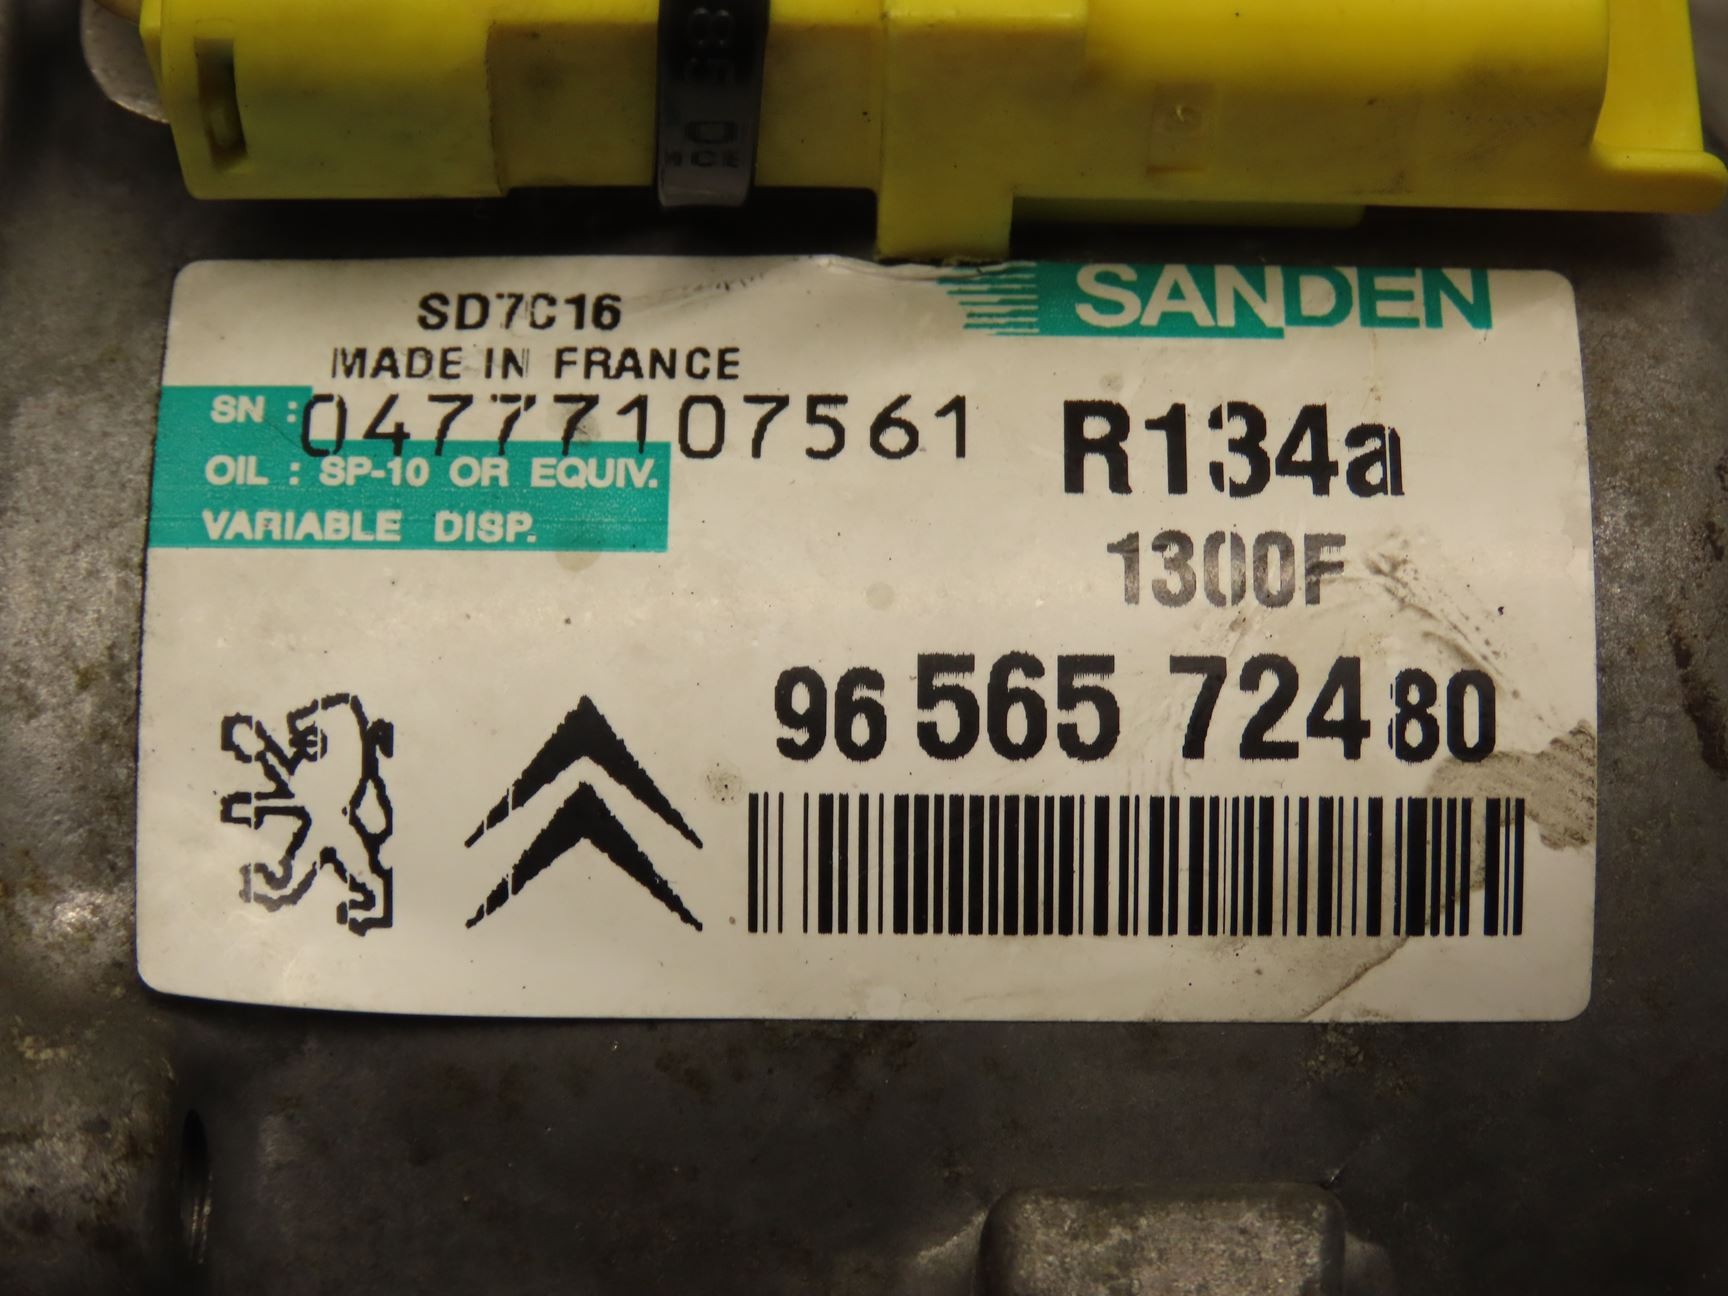 SD7C16
MADE IN FRANCE
SANDEN
SN : 04777107561
OIL : SP-10 OR EQUIV.
VARIABLE DISP.
R134a
1300F
96 565 724 80